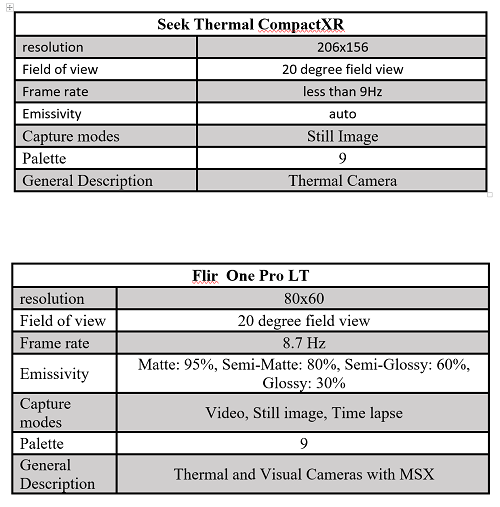 Seek Thermal CompactXR
resolution 206x156
Field of view 20 degree field view
Frame rate less than 9Hz
Emissivity auto
Capture modes Still Image
Palette 9
General Description Thermal Camera
Flir One Pro LT
resolution 80x60
Field of view 20 degree field view
Frame rate 8.7 Hz
Emissivity Matte: 95%, Semi-Matte: 80%, Semi-Glossy: 60%,
Glossy: 30%
Capture
modes Video, Still image, Time lapse
Palette 9
General
Description Thermal and Visual Cameras with MSX